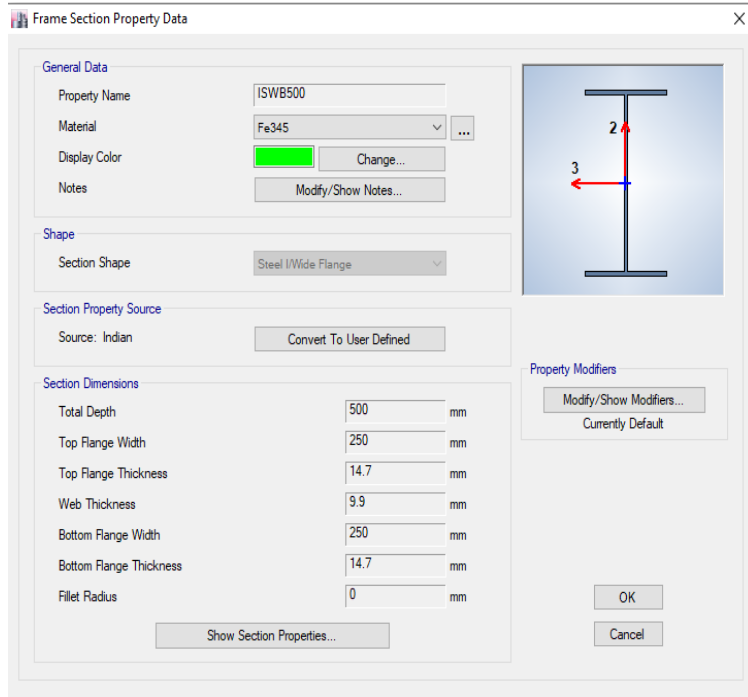 Frame Section Property Data
General Data
Property Name ISWB500
Material Fe345 ...
Display Color Change...
Notes Modify/Show Notes...
Shape
Section Shape Steel I/Wide Flange
Section Property Source
Source: Indian Convert To User Defined
Section Dimensions
Total Depth 500 mm
Top Flange Width 250 mm
Top Flange Thickness 14.7 mm
Web Thickness 9.9 mm
Bottom Flange Width 250 mm
Bottom Flange Thickness 14.7 mm
Fillet Radius 0 mm
Show Section Properties...
2
3
Property Modifiers
Modify/Show Modifiers...
Currently Default
OK
Cancel